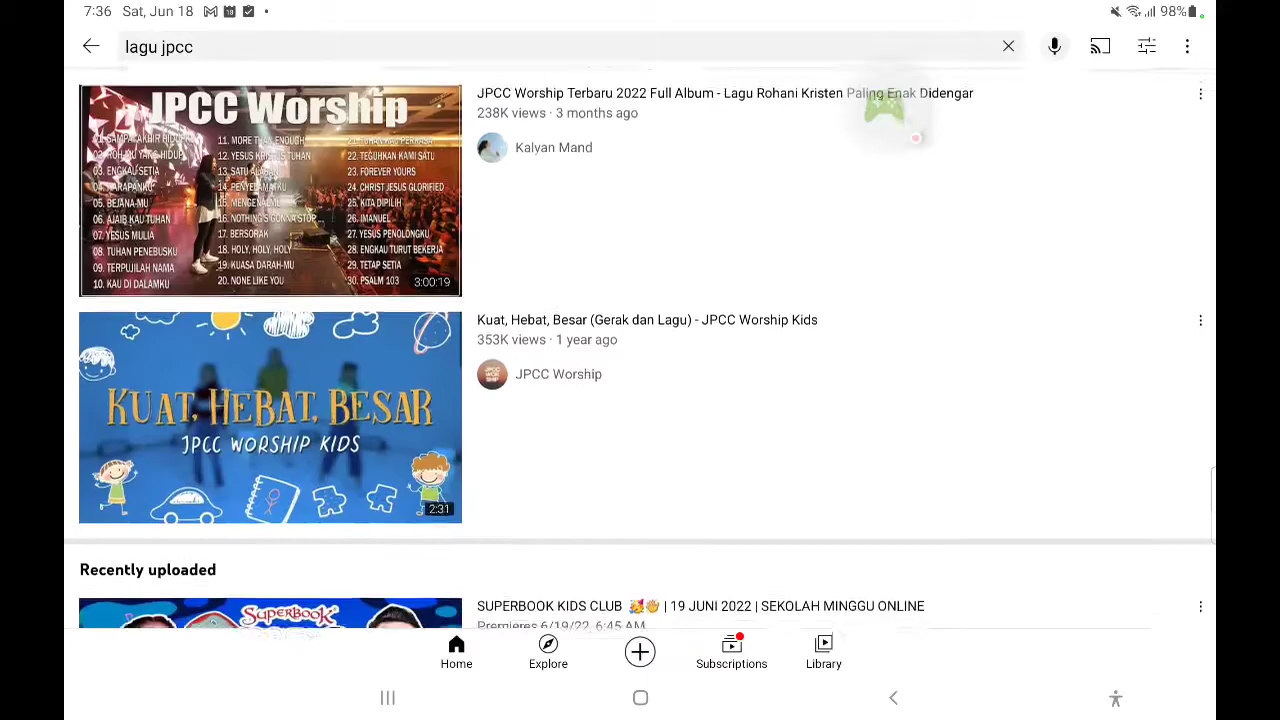 7:36 Sat, Jun 18
98%
lagu jpcc
JPCC Worship
01. SAMPAI AKHIR HIDUPKU
02. ROH-MU YANG HIDUP
03. ENGKAU SETIA
04. HARAPANKU
05. BEJANA-MU
06. AJAIB KAU TUHAN
07. YESUS MULIA
08. TUHAN PENEBUSKU
09. TERPUJILAH NAMA
10. KAU DI DALAMKU
11. MORE THAN ENOUGH
12. YESUS KRISTUS TUHAN
13. SATU ALASAN
14. PENYELAMATKU
15. MENGENALMU
16. NOTHING'S GONNA STOP...
17. BERSORAK
18. HOLY, HOLY, HOLY
19. KUASA DARAH-MU
20. NONE LIKE YOU
21. TUHAN KAU PERKASA
22. TEGUHKAN KAMI SATU
23. FOREVER YOURS
24. CHRIST JESUS GLORIFIED
25. KITA DIPILIH
26. IMANUEL
27. YESUS PENOLONGKU
28. ENGKAU TURUT BEKERJA
29. TETAP SETIA
30. PSALM 103
3:00:19
JPCC Worship Terbaru 2022 Full Album - Lagu Rohani Kristen Paling Enak Didengar
238K views · 3 months ago
Kalyan Mand
KUAT, HEBAT, BESAR
JPCC WORSHIP KIDS
2:31
Kuat, Hebat, Besar (Gerak dan Lagu) - JPCC Worship Kids
353K views · 1 year ago
JPCC Worship
Recently uploaded
SUPERBOOK
SUPERBOOK KIDS CLUB 🥰👋 | 19 JUNI 2022 | SEKOLAH MINGGU ONLINE
Premieres 6/19/22, 6:45 AM
Home
Explore
Subscriptions
Library